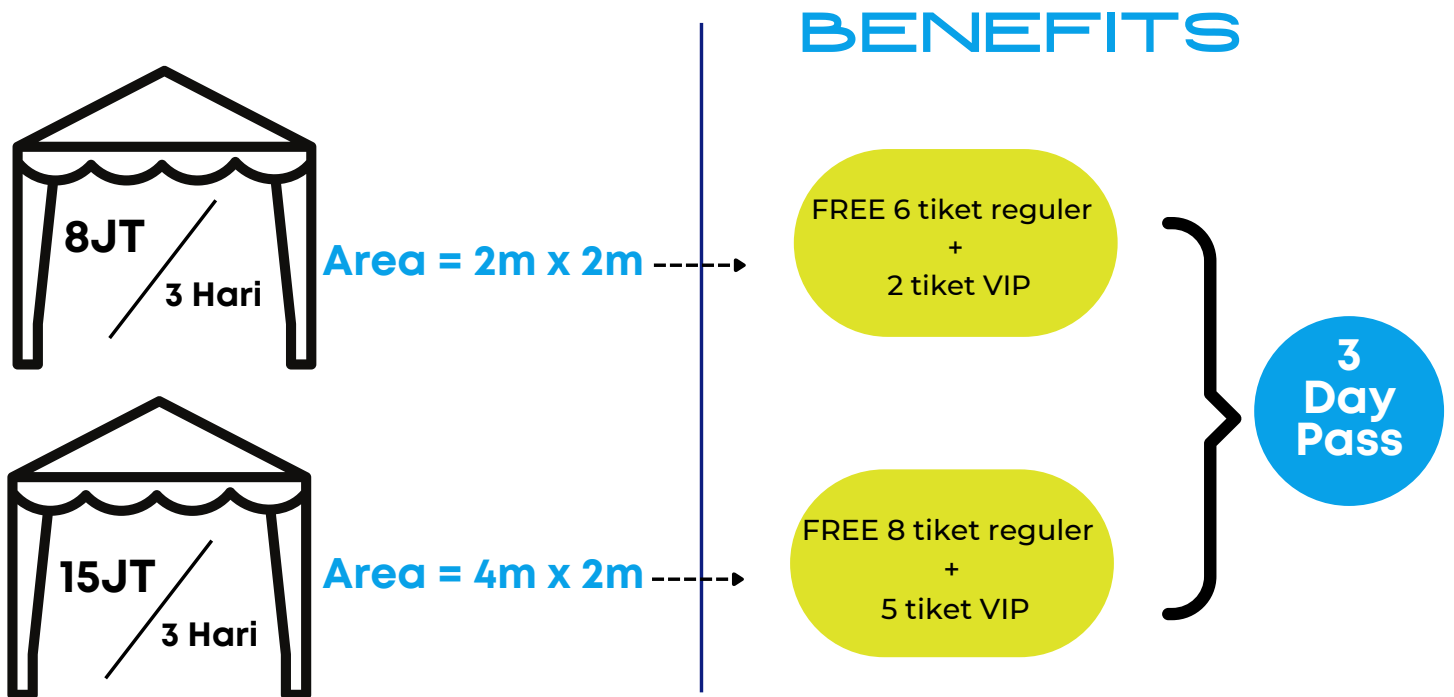 BENEFITS
8JT
3 Hari
Area = 2m x 2m
FREE 6 tiket reguler
+
2 tiket VIP
15JT
3 Hari
Area = 4m x 2m
FREE 8 tiket reguler
+
5 tiket VIP
3
Day
Pass